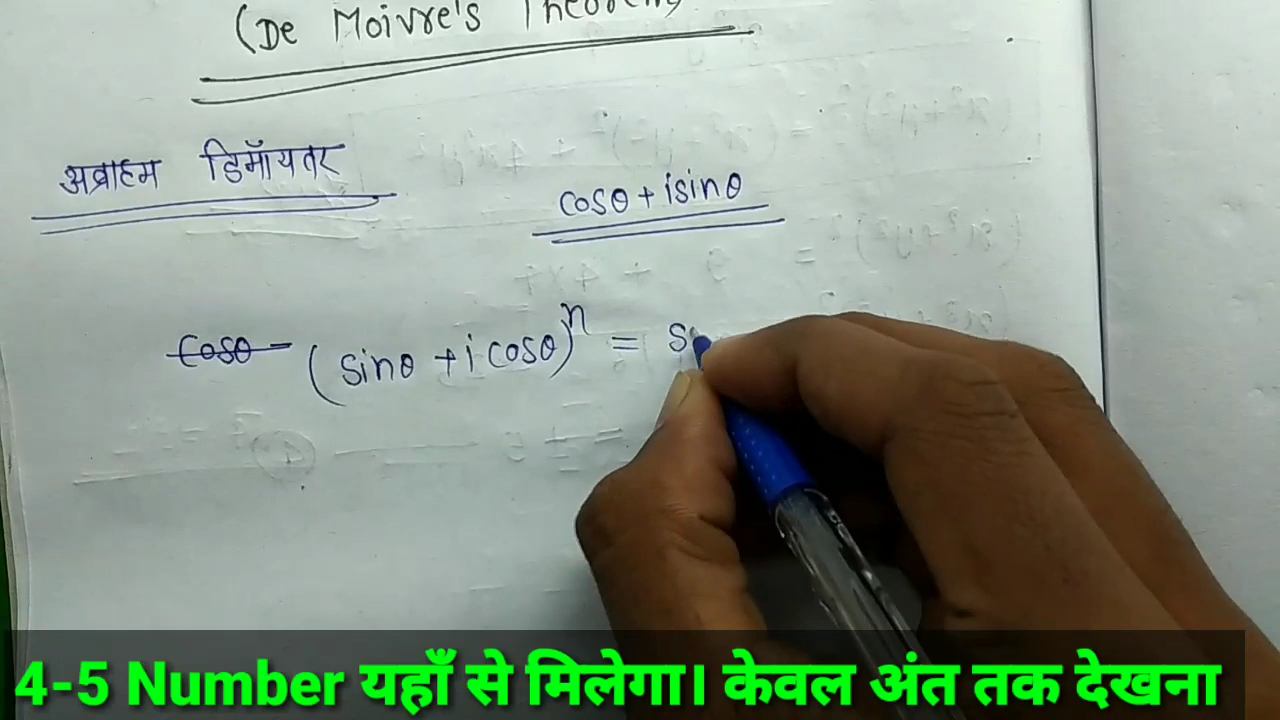 (De Moivre's Theorem)
अब्राहम डिमॉयवर
cosθ + isinθ
cosθ (sinθ + i cosθ)ⁿ = s
4-5 Number यहाँ से मिलेगा। केवल अंत तक देखना